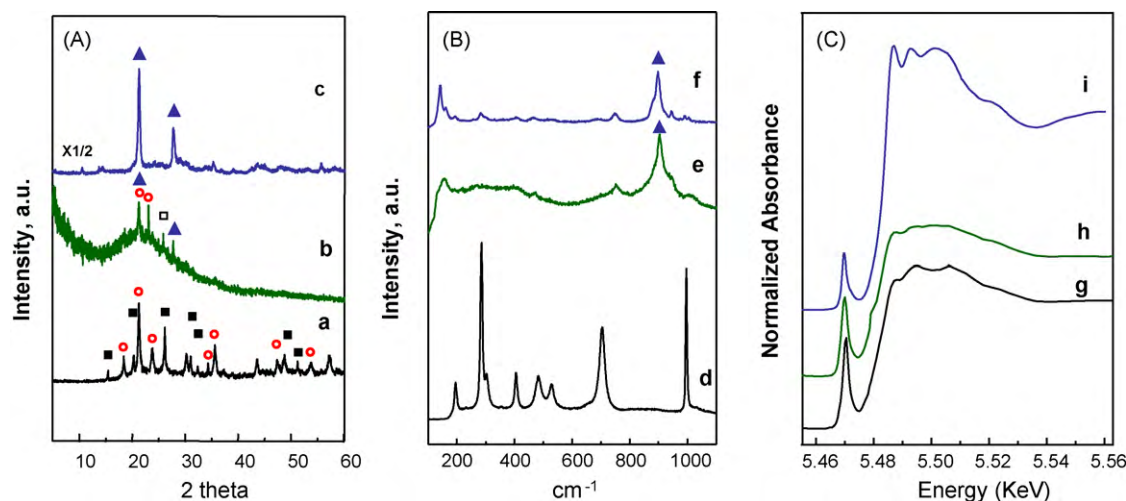 (A)
c
X1/2
b
a
Intensity, a.u.
10 20 30 40 50 60
2 theta
(B)
f
e
d
Intensity, a.u.
200 400 600 800 1000
cm⁻¹
(C)
i
h
g
Normalized Absorbance
5.46 5.48 5.50 5.52 5.54 5.56
Energy (KeV)